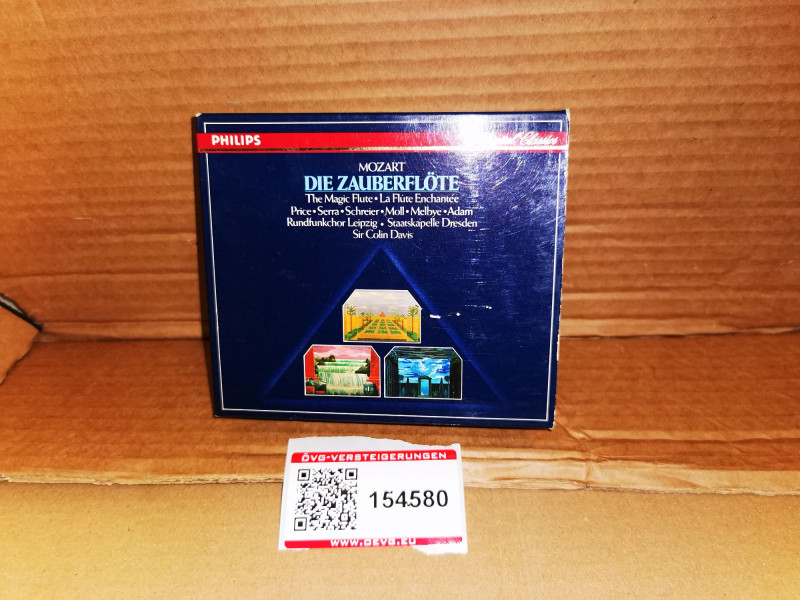 PHILIPS
Classics
MOZART
DIE ZAUBERFLÖTE
The Magic Flute • La Flûte Enchantée
Price • Serra • Schreier • Moll • Melbye • Adam
Rundfunkchor Leipzig • Staatskapelle Dresden
Sir Colin Davis
ÖVG-VERSTEIGERUNGEN
154580
WWW.OEVG.EU